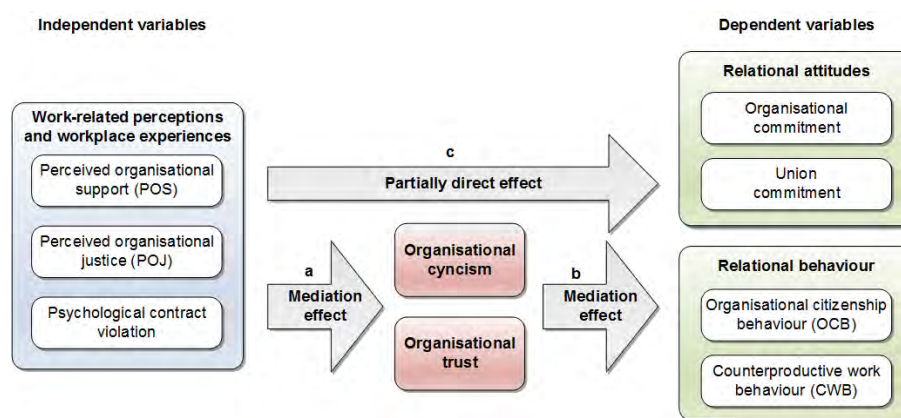 Independent variables
Dependent variables
Work-related perceptions
and workplace experiences
Perceived organisational
support (POS)
Perceived organisational
justice (POJ)
Psychological contract
violation
c
Partially direct effect
a
Mediation
effect
Organisational
cyncism
Organisational
trust
b
Mediation
effect
Relational attitudes
Organisational
commitment
Union
commitment
Relational behaviour
Organisational citizenship
behaviour (OCB)
Counterproductive work
behaviour (CWB)